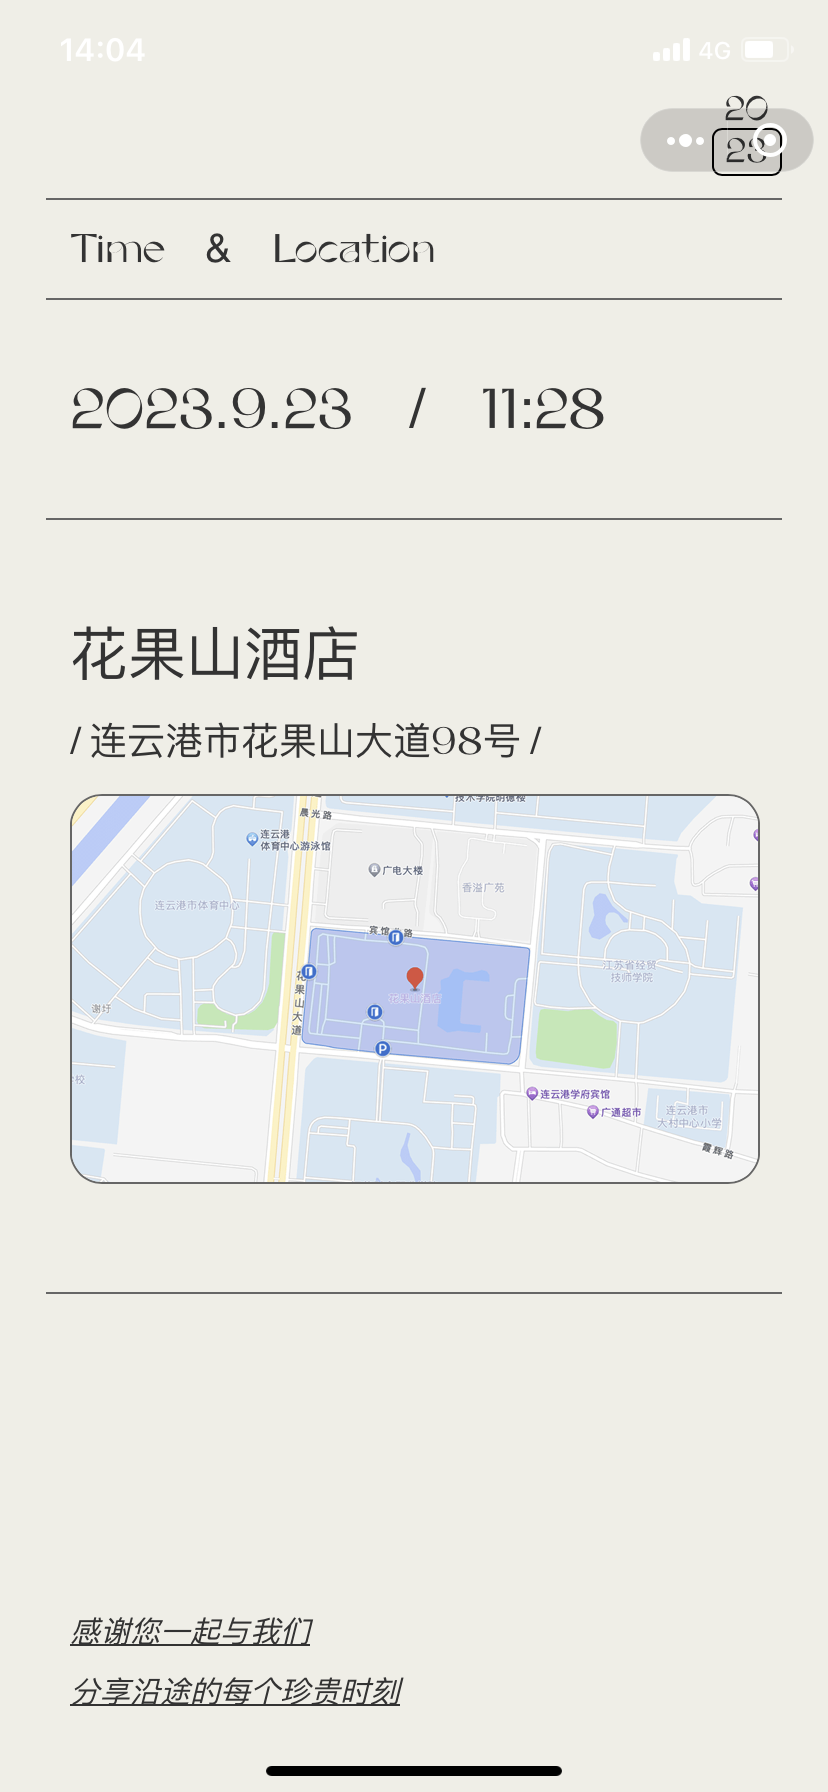 14:04
4G
20
23
Time & Location
2023.9.23 / 11:28
花果山酒店
/ 连云港市花果山大道98号 /
技术学院明德楼
晨光路
连云港
体育中心游泳馆
广电大楼
香溢广苑
连云港市体育中心
宾馆北路
江苏省经贸
技师学院
花果山大道
花果山酒店
谢圩
学校
连云港学府宾馆
广通超市
连云港市
大村中心小学
霞辉路
P
感谢您一起与我们
分享沿途的每个珍贵时刻